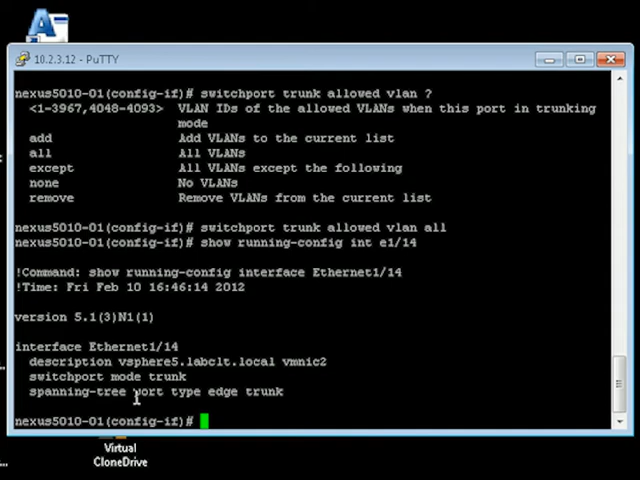 10.2.3.12 - PuTTY
nexus5010-01(config-if)# switchport trunk allowed vlan ?
<1-3967,4048-4093> VLAN IDs of the allowed VLANs when this port in trunking
mode
add Add VLANs to the current list
all All VLANs
except All VLANs except the following
none No VLANs
remove Remove VLANs from the current list
nexus5010-01(config-if)# switchport trunk allowed vlan all
nexus5010-01(config-if)# show running-config int e1/14
!Command: show running-config interface Ethernet1/14
!Time: Fri Feb 10 16:46:14 2012
version 5.1(3)N1(1)
interface Ethernet1/14
description vsphere5.labclt.local vmnic2
switchport mode trunk
spanning-tree port type edge trunk
nexus5010-01(config-if)#
Virtual
CloneDrive